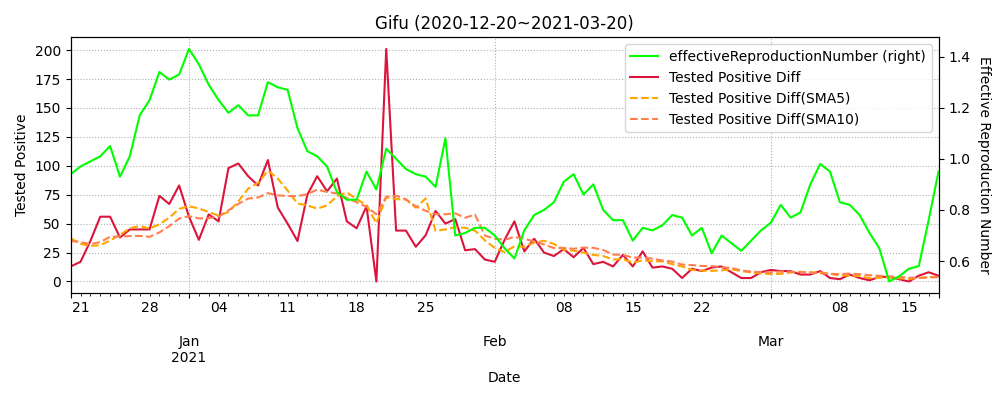 Gifu (2020-12-20~2021-03-20)
effectiveReproductionNumber (right)
Tested Positive Diff
Tested Positive Diff(SMA5)
Tested Positive Diff(SMA10)
Tested Positive
200
175
150
125
100
75
50
25
0
Effective Reproduction Number
1.4
1.2
1.0
0.8
0.6
21 28 04 11 18 25 08 15 22 08 15
Jan Feb Mar
2021
Date